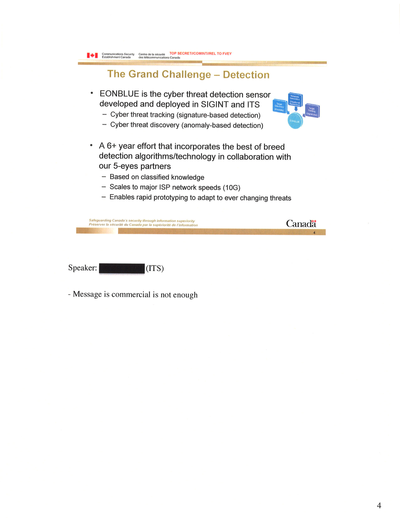 Communications Security Establishment Canada
Centre de la sécurité des télécommunications Canada
TOP SECRET//COMINT//REL TO FVEY
The Grand Challenge – Detection
• EONBLUE is the cyber threat detection sensor
developed and deployed in SIGINT and ITS
– Cyber threat tracking (signature-based detection)
– Cyber threat discovery (anomaly-based detection)
• A 6+ year effort that incorporates the best of breed
detection algorithms/technology in collaboration with
our 5-eyes partners
– Based on classified knowledge
– Scales to major ISP network speeds (10G)
– Enables rapid prototyping to adapt to ever changing threats
Safeguarding Canada's security through information superiority
Préserver la sécurité du Canada par la supériorité de l'information
Canada
4
Speaker: (ITS)
- Message is commercial is not enough
4